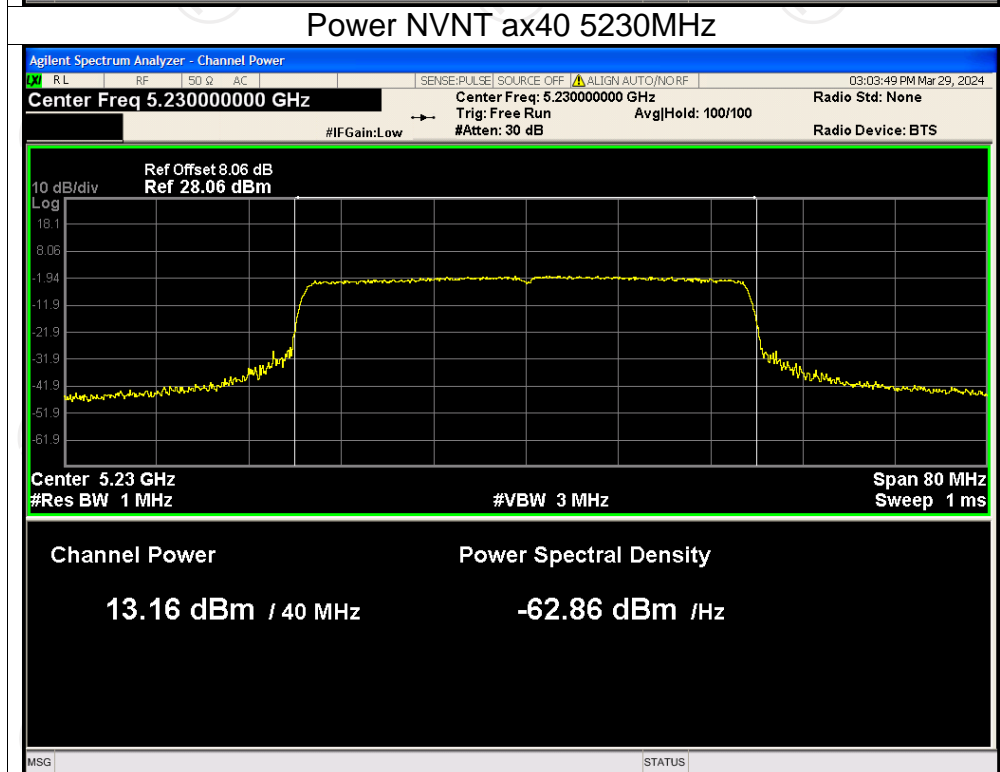 Power NVNT ax40 5230MHz
Agilent Spectrum Analyzer - Channel Power
LXI RL RF 50 Ω AC SENSE:PULSE SOURCE OFF ALIGN AUTO/NO RF 03:03:49 PM Mar 29, 2024
Center Freq 5.230000000 GHz Center Freq: 5.230000000 GHz Radio Std: None
Trig: Free Run Avg|Hold: 100/100
#IFGain:Low #Atten: 30 dB Radio Device: BTS
Ref Offset 8.06 dB
10 dB/div Ref 28.06 dBm
Log
18.1
8.06
-1.94
-11.9
-21.9
-31.9
-41.9
-51.9
-61.9
Center 5.23 GHz Span 80 MHz
#Res BW 1 MHz #VBW 3 MHz Sweep 1 ms
Channel Power Power Spectral Density
13.16 dBm / 40 MHz -62.86 dBm /Hz
MSG STATUS